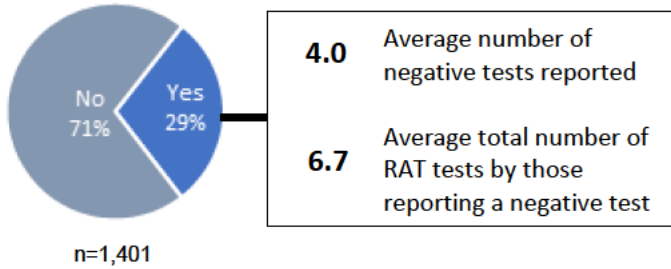 No
71%
Yes
29%
n=1,401
4.0
Average number of
negative tests reported
6.7
Average total number of
RAT tests by those
reporting a negative test